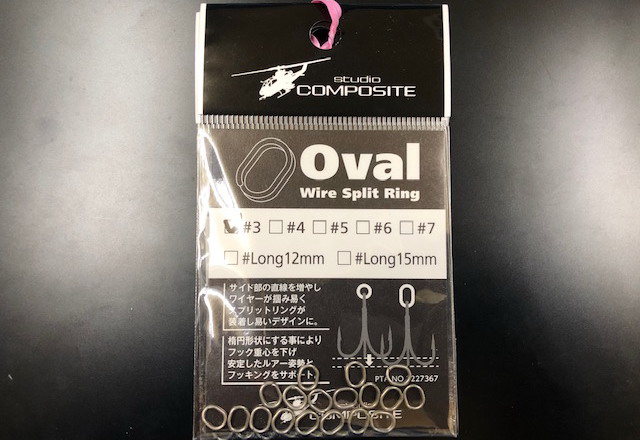 studio
COMPOSITE
Oval
Wire Split Ring
#3 #4 #5 #6 #7
#Long12mm #Long15mm
サイド部の直線を増やし
ワイヤーが掴み易く
スプリットリングが
装着し易いデザインに。
楕円形状にする事により
フック重心を下げ
安定したルアー姿勢と
フッキングをサポート
COMPOSITE